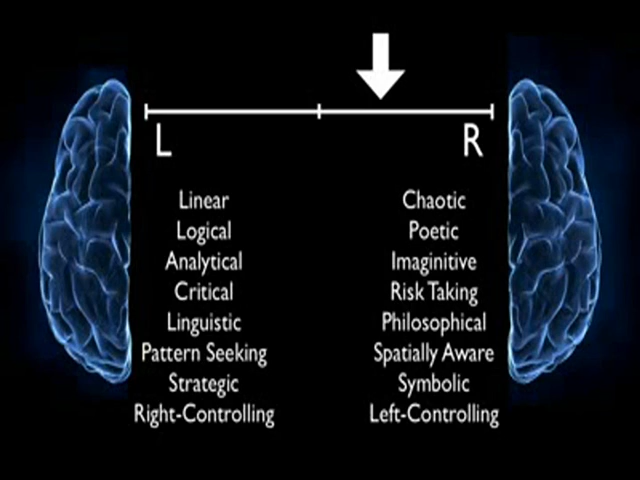 L R
Linear Chaotic
Logical Poetic
Analytical Imaginitive
Critical Risk Taking
Linguistic Philosophical
Pattern Seeking Spatially Aware
Strategic Symbolic
Right-Controlling Left-Controlling